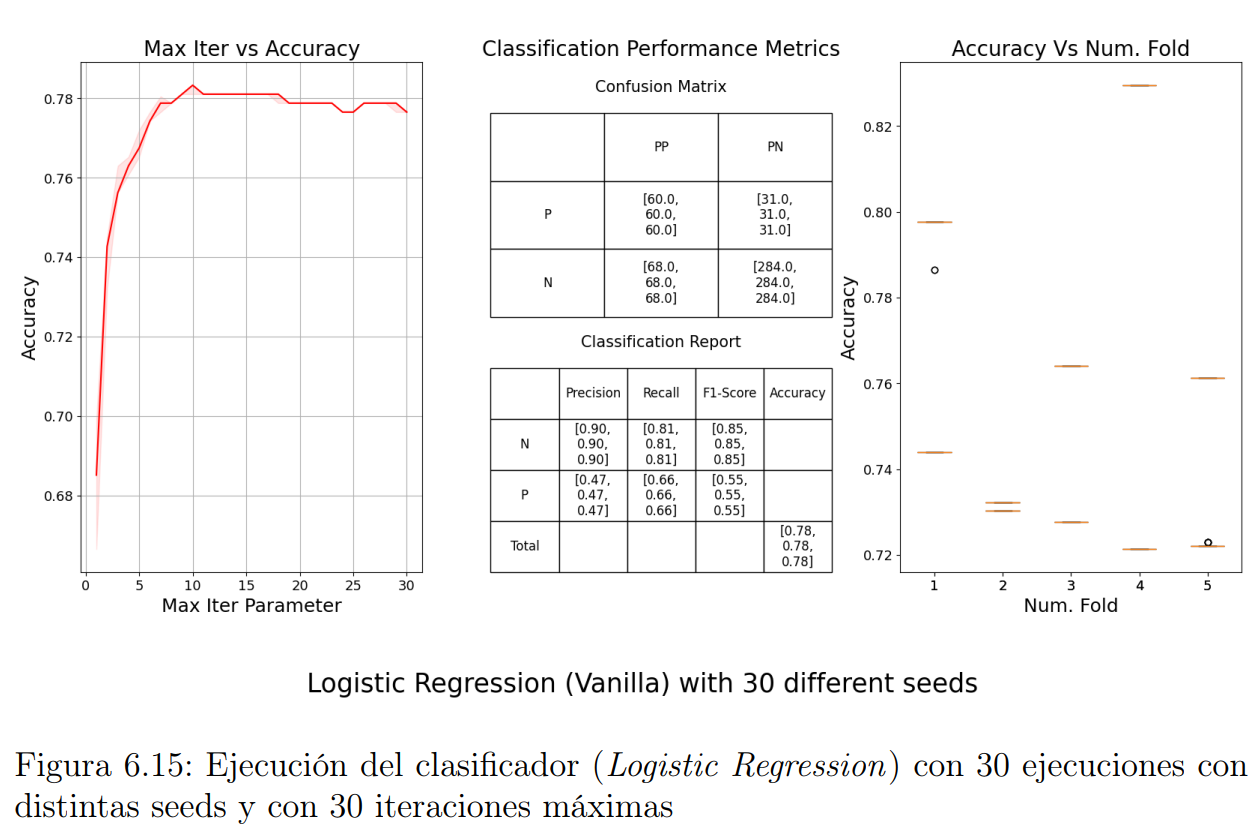 Max Iter vs Accuracy
0.78
0.76
0.74
0.72
0.70
0.68
Accuracy
0 5 10 15 20 25 30
Max Iter Parameter
Classification Performance Metrics
Confusion Matrix
PP PN
P [60.0, 60.0, 60.0] [31.0, 31.0, 31.0]
N [68.0, 68.0, 68.0] [284.0, 284.0, 284.0]
Classification Report
Precision Recall F1-Score Accuracy
N [0.90, 0.90, 0.90] [0.81, 0.81, 0.81] [0.85, 0.85, 0.85]
P [0.47, 0.47, 0.47] [0.66, 0.66, 0.66] [0.55, 0.55, 0.55]
Total [0.78, 0.78, 0.78]
Accuracy Vs Num. Fold
0.82
0.80
0.78
0.76
0.74
0.72
Accuracy
1 2 3 4 5
Num. Fold
Logistic Regression (Vanilla) with 30 different seeds
Figura 6.15: Ejecución del clasificador (Logistic Regression) con 30 ejecuciones con
distintas seeds y con 30 iteraciones máximas